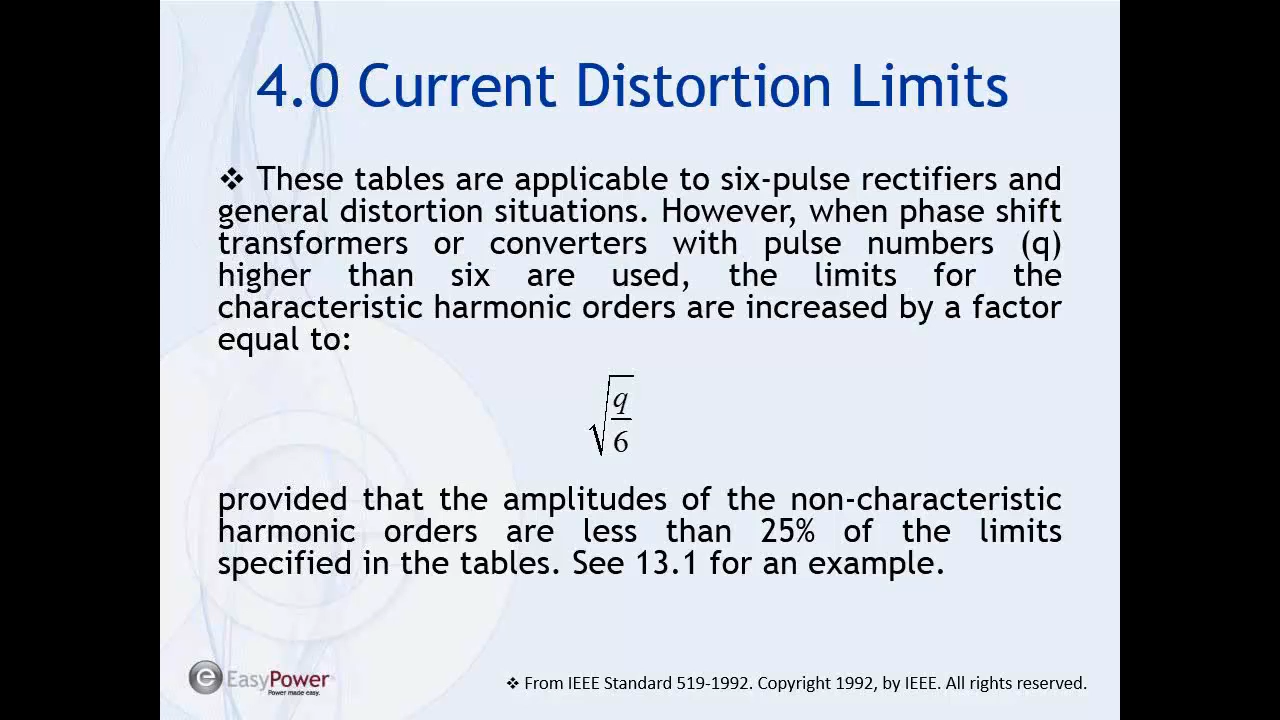 4.0 Current Distortion Limits
❖ These tables are applicable to six-pulse rectifiers and
general distortion situations. However, when phase shift
transformers or converters with pulse numbers (q)
higher than six are used, the limits for the
characteristic harmonic orders are increased by a factor
equal to:
√(q/6)
provided that the amplitudes of the non-characteristic
harmonic orders are less than 25% of the limits
specified in the tables. See 13.1 for an example.
e EasyPower
Power made easy.
❖ From IEEE Standard 519-1992. Copyright 1992, by IEEE. All rights reserved.